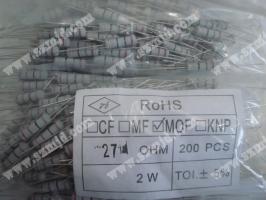 RoHS
□CF □MF ☑MOF □KNP
27 OHM 200 PCS
2 W TOL.± 5%